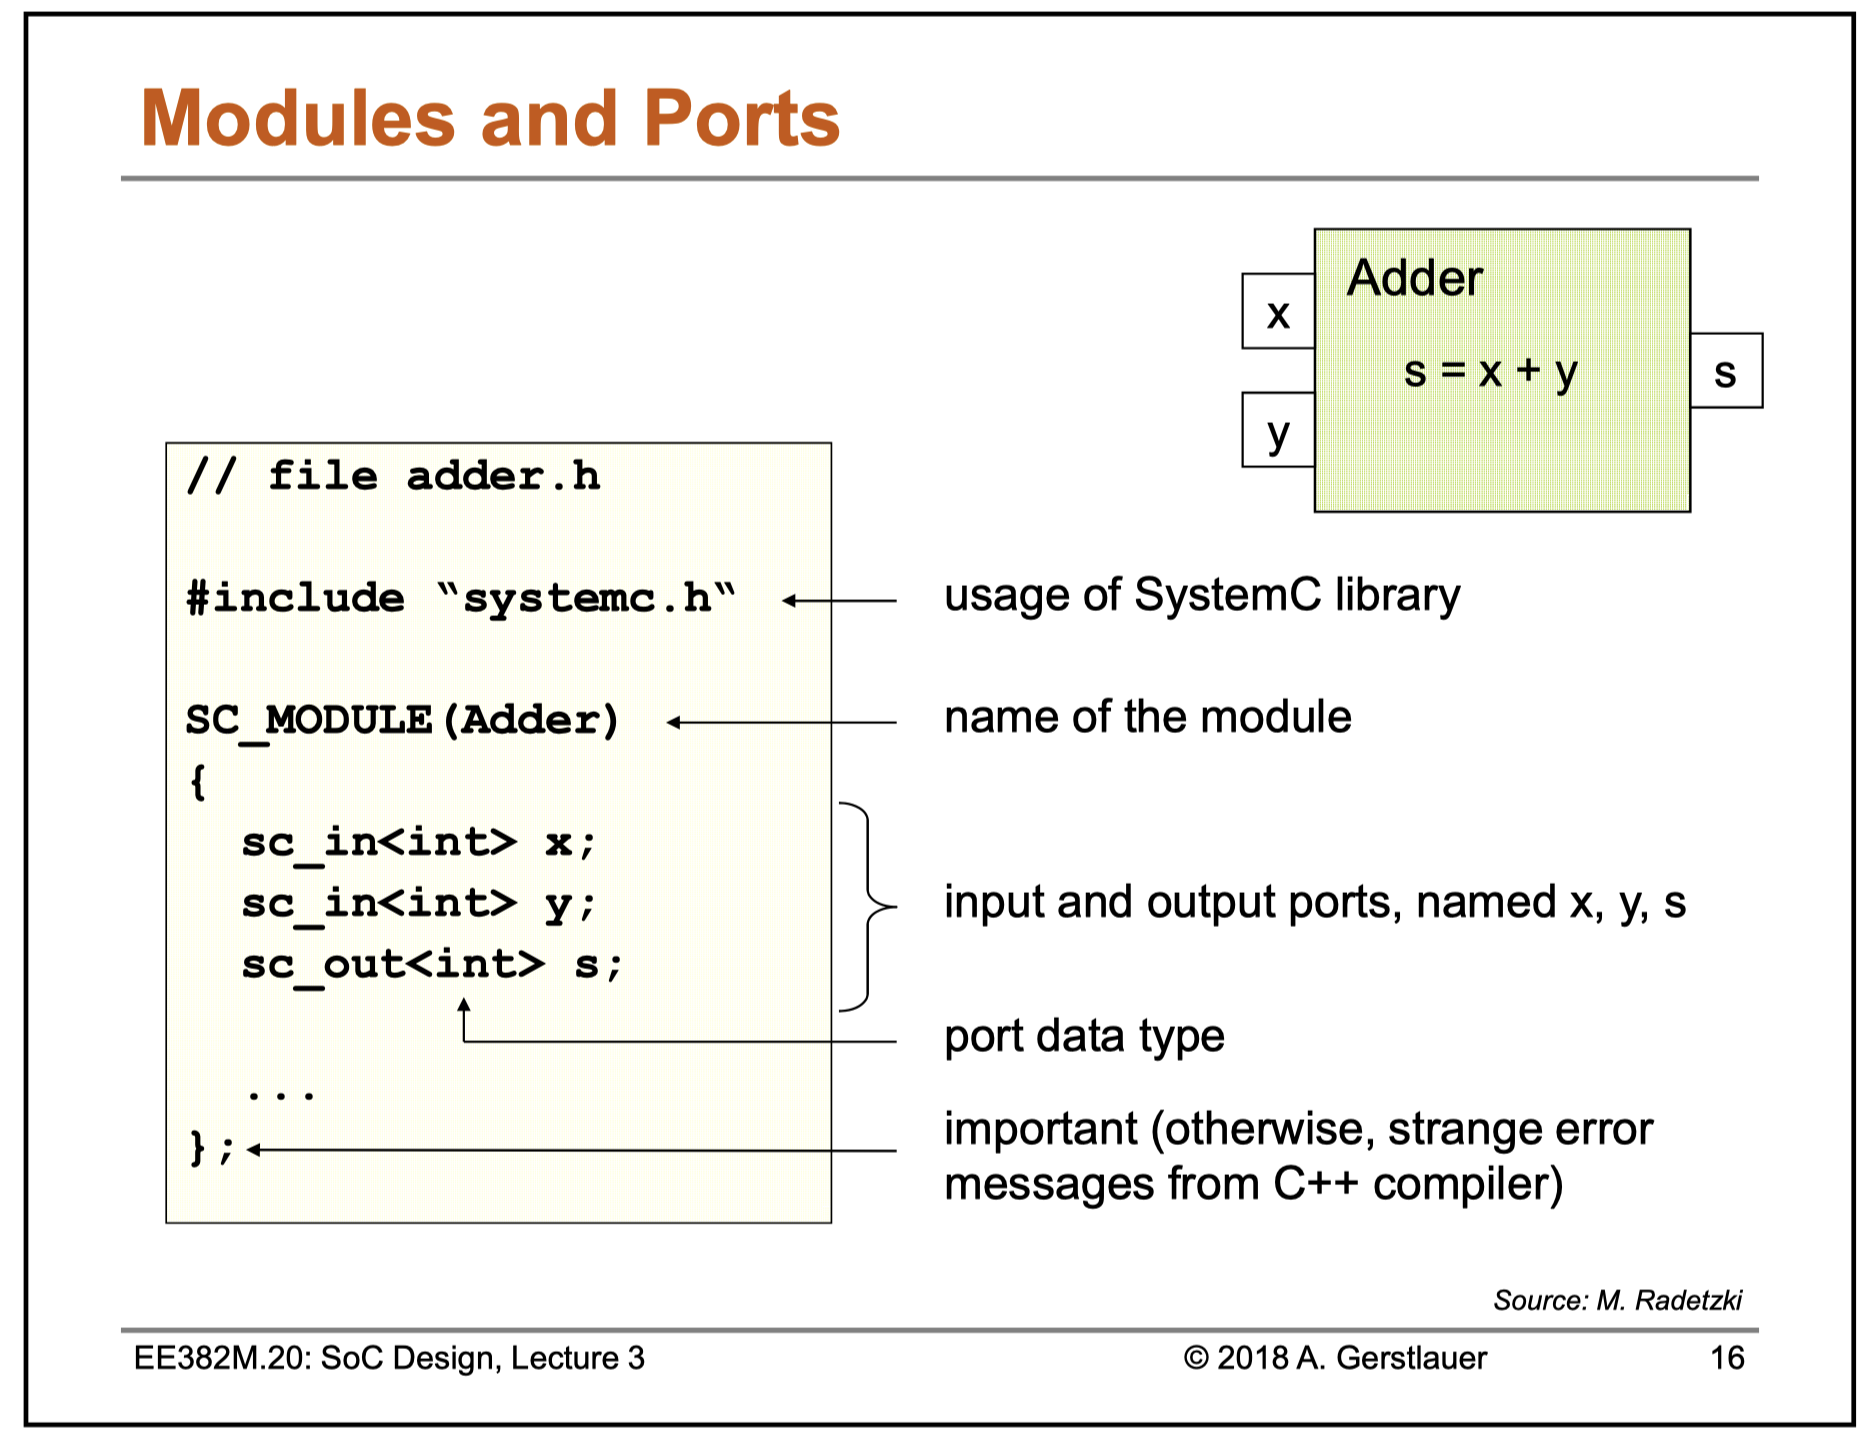 Modules and Ports
Adder
x
s = x + y
s
y
// file adder.h
#include “systemc.h“
usage of SystemC library
SC_MODULE(Adder)
name of the module
{
sc_in<int> x;
sc_in<int> y;
input and output ports, named x, y, s
sc_out<int> s;
port data type
...
};
important (otherwise, strange error
messages from C++ compiler)
Source: M. Radetzki
EE382M.20: SoC Design, Lecture 3
© 2018 A. Gerstlauer
16